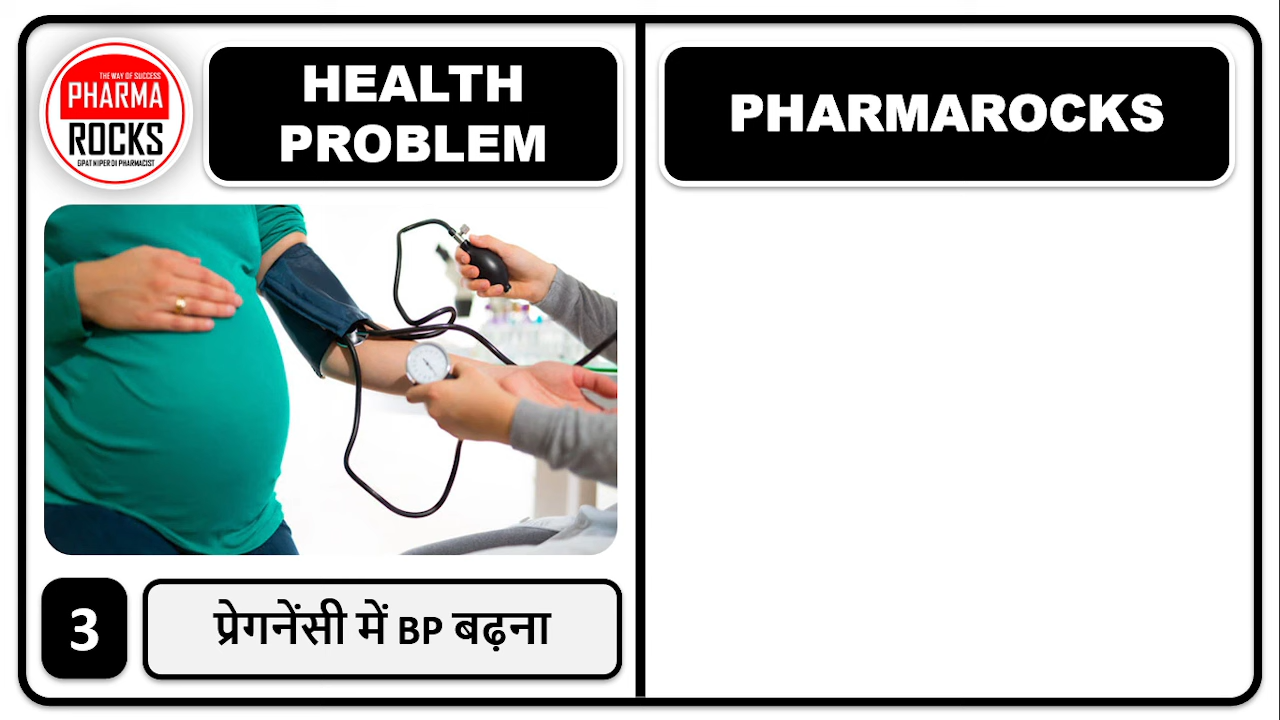 THE WAY OF SUCCESS
PHARMA
ROCKS
GPAT NIPER DI PHARMACIST
HEALTH
PROBLEM
PHARMAROCKS
3
प्रेगनेंसी में BP बढ़ना